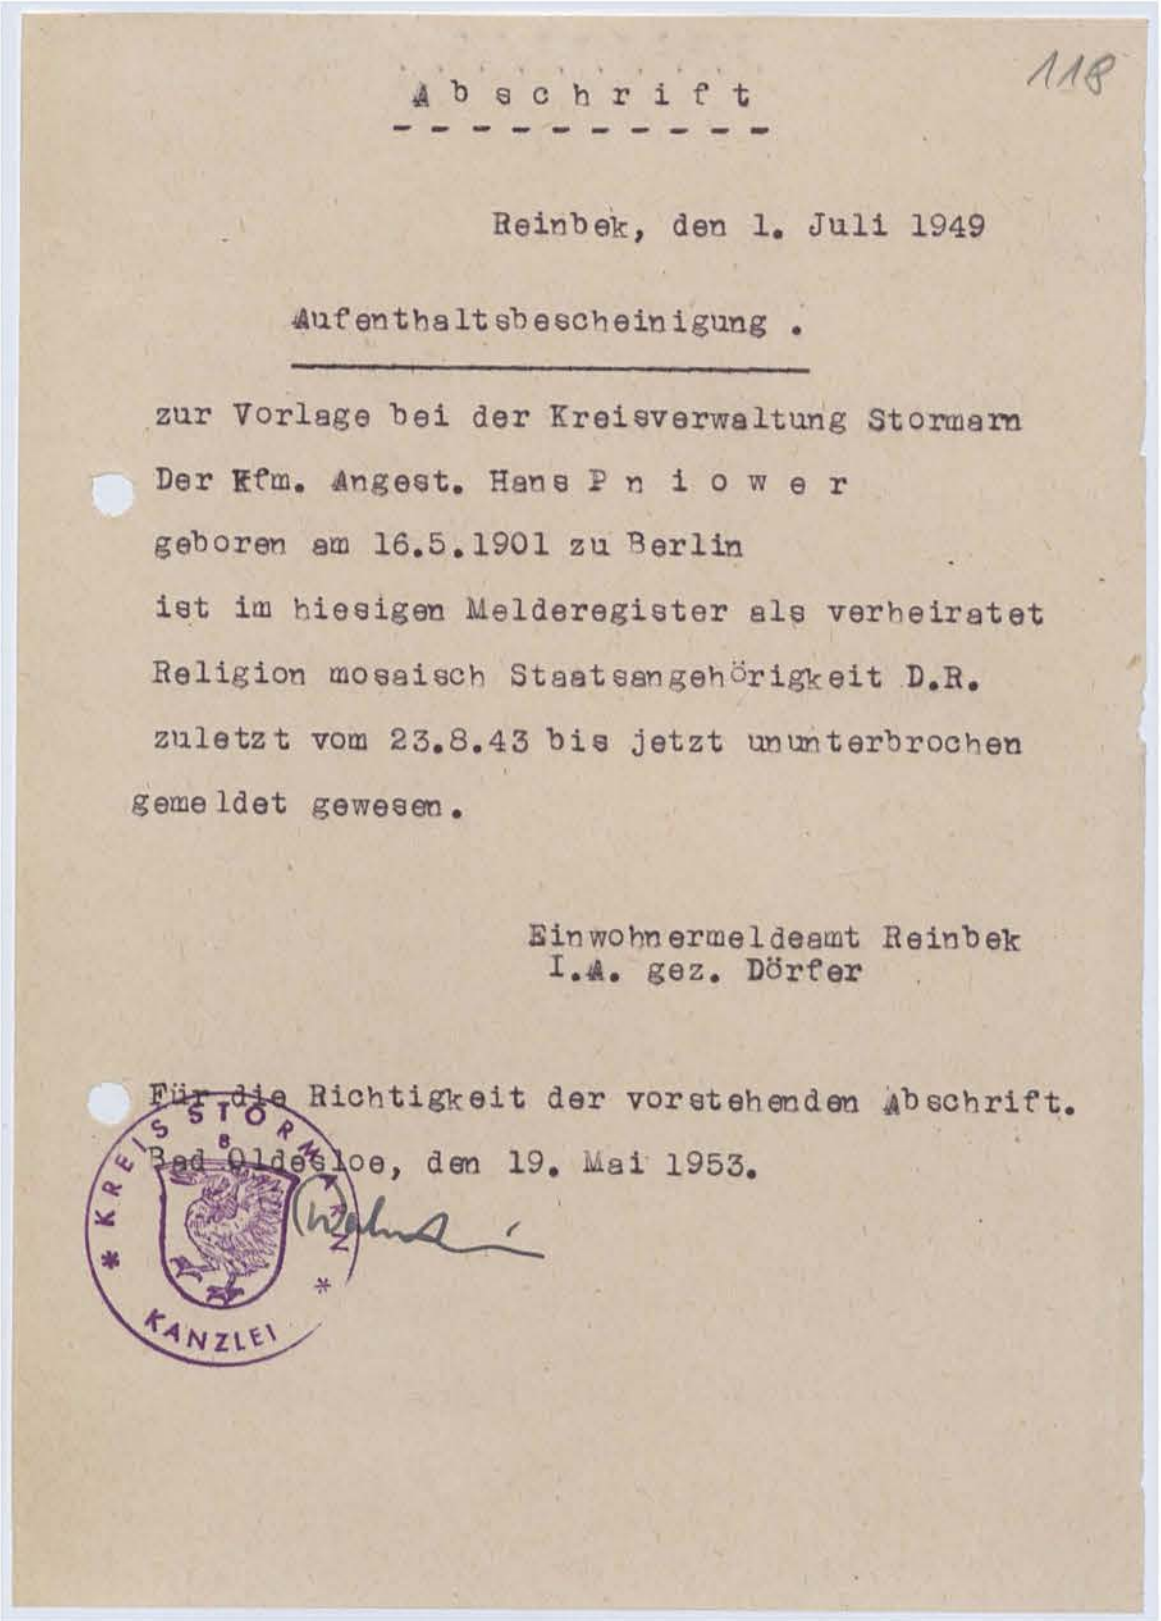 118
Abschrift
Reinbek, den 1. Juli 1949
Aufenthaltsbescheinigung .
zur Vorlage bei der Kreisverwaltung Stormarn
Der Kfm. Angest. Hans P n i o w e r
geboren am 16.5.1901 zu Berlin
ist im hiesigen Melderegister als verheiratet
Religion mosaisch Staatsangehörigkeit D.R.
zuletzt vom 23.8.43 bis jetzt ununterbrochen
gemeldet gewesen.
Einwohnermeldeamt Reinbek
I.A. gez. Dörfer
Für die Richtigkeit der vorstehenden Abschrift.
Bad Oldesloe, den 19. Mai 1953.
* KREIS STORMARN *
8
KANZLEI